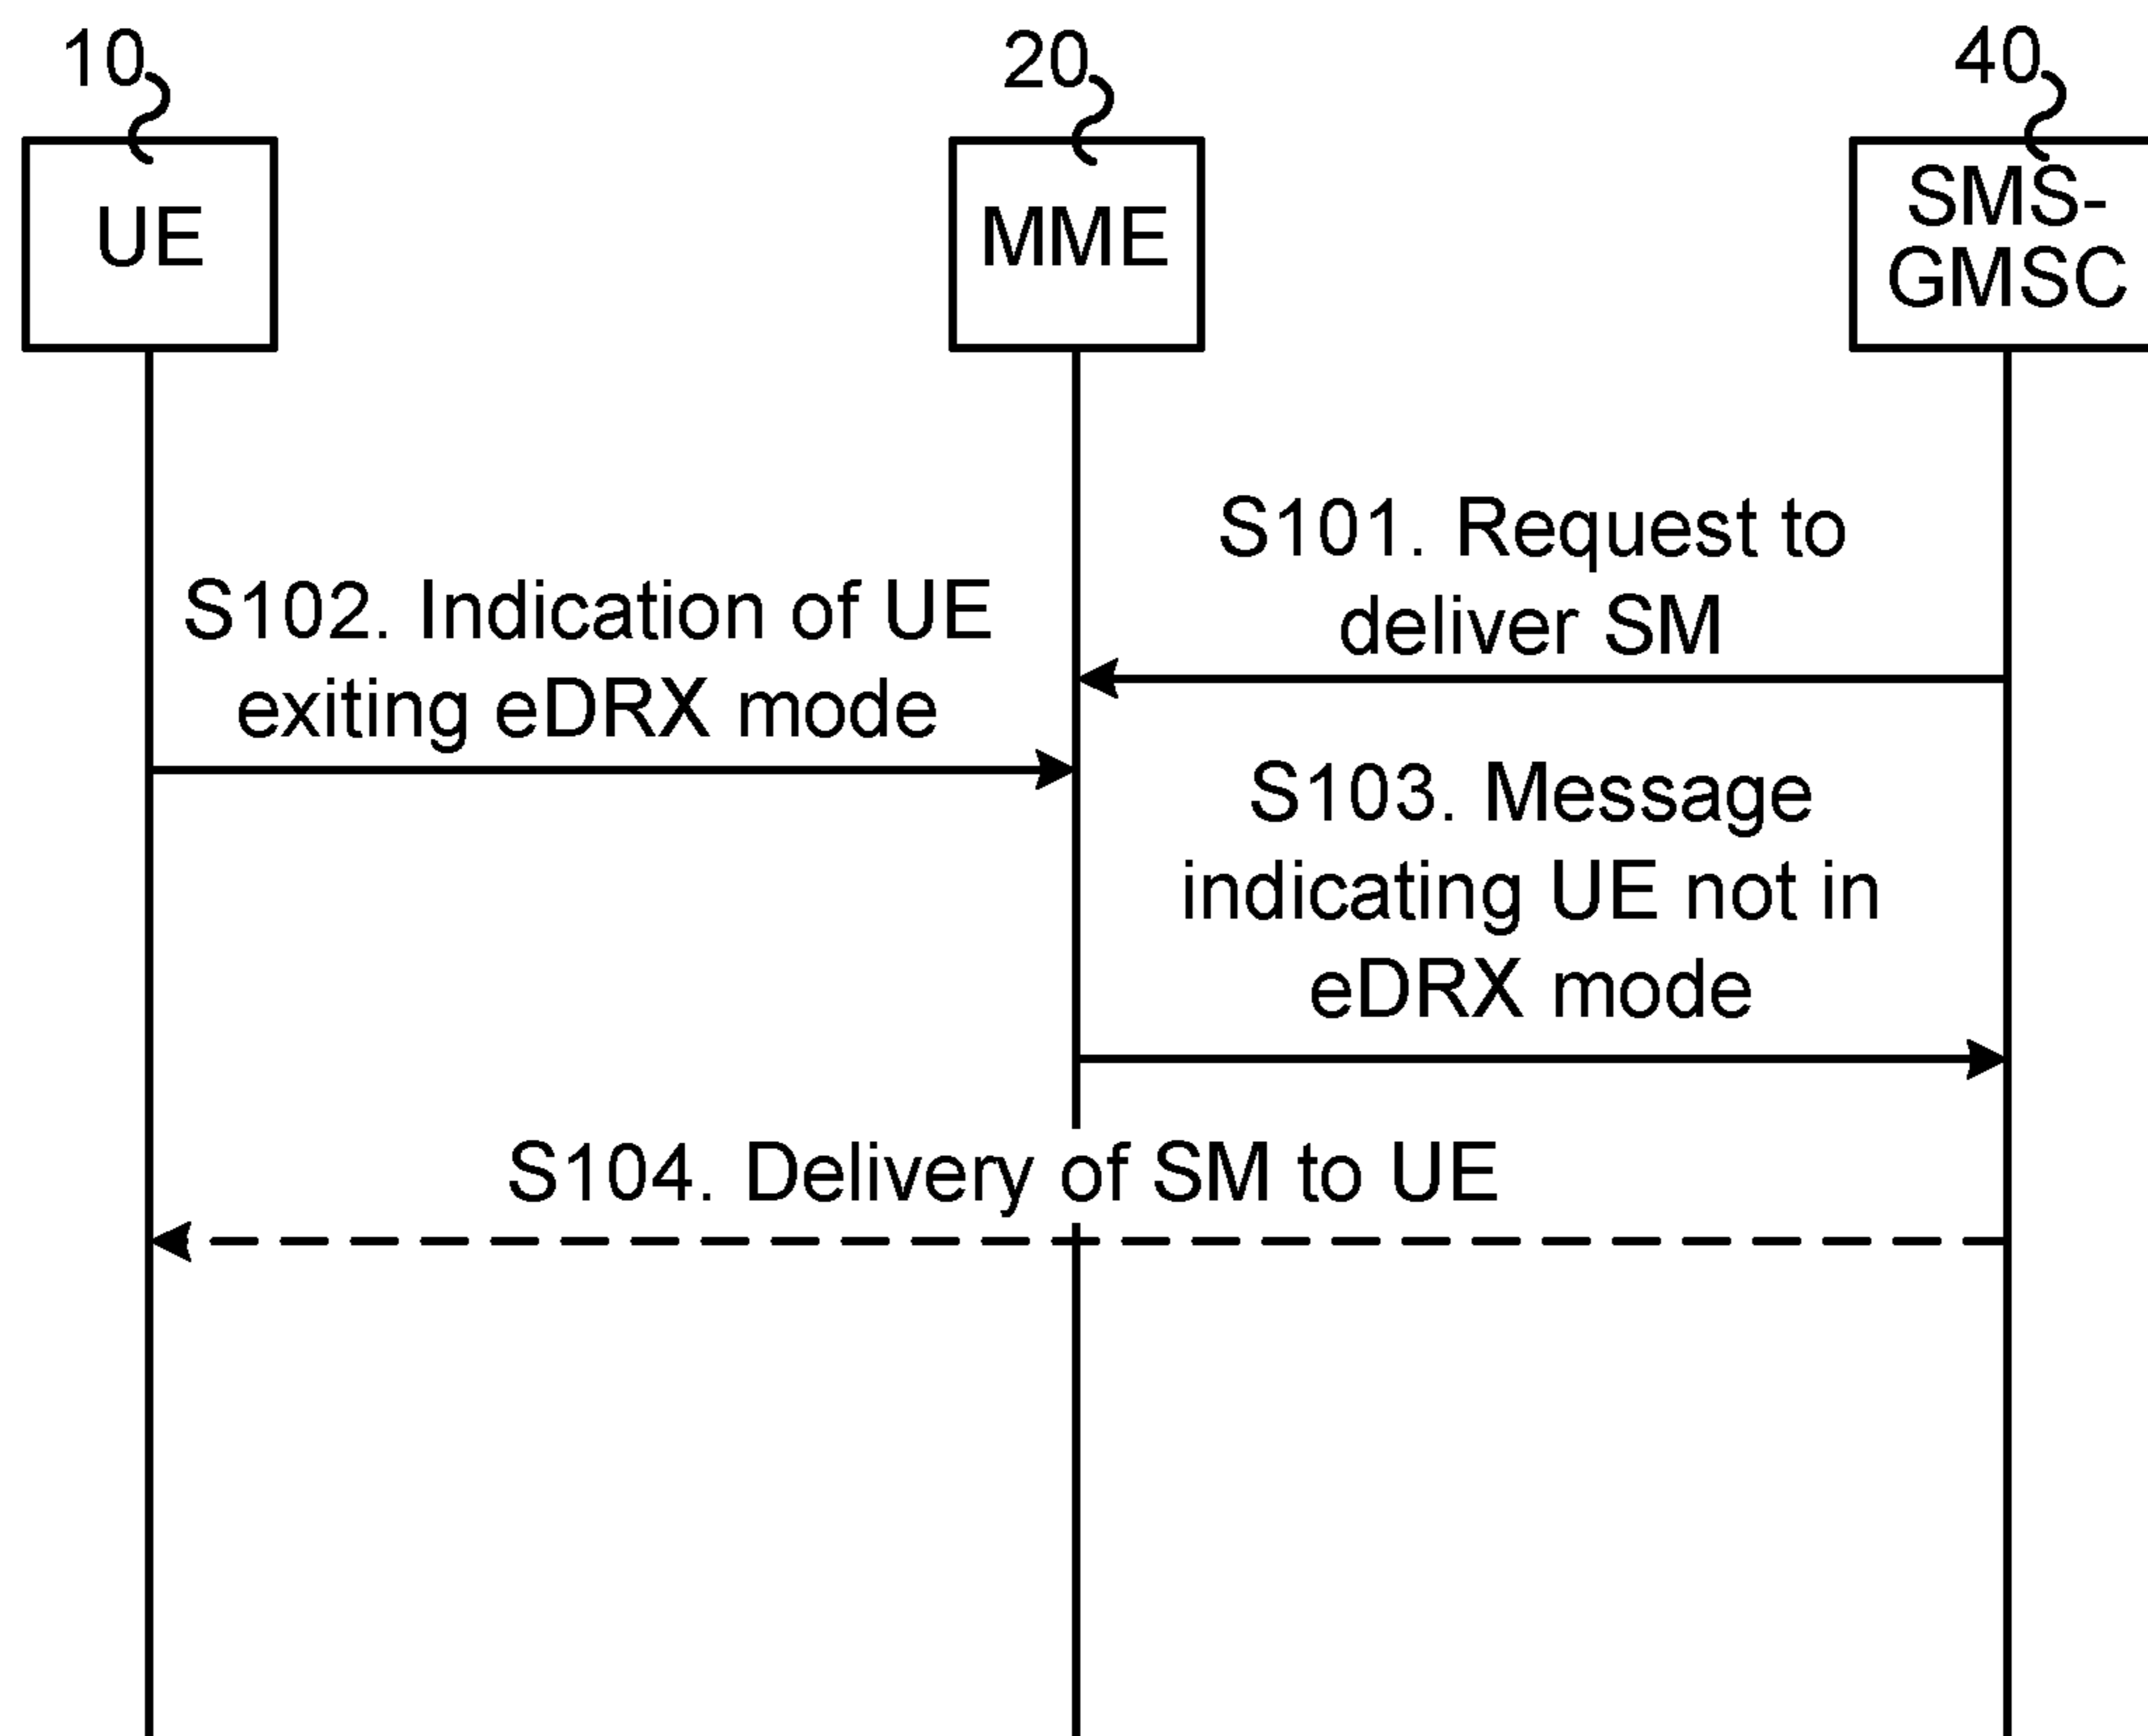 10
20
40
UE
MME
SMS-
GMSC
S101. Request to
deliver SM
S102. Indication of UE
exiting eDRX mode
S103. Message
indicating UE not in
eDRX mode
S104. Delivery of SM to UE